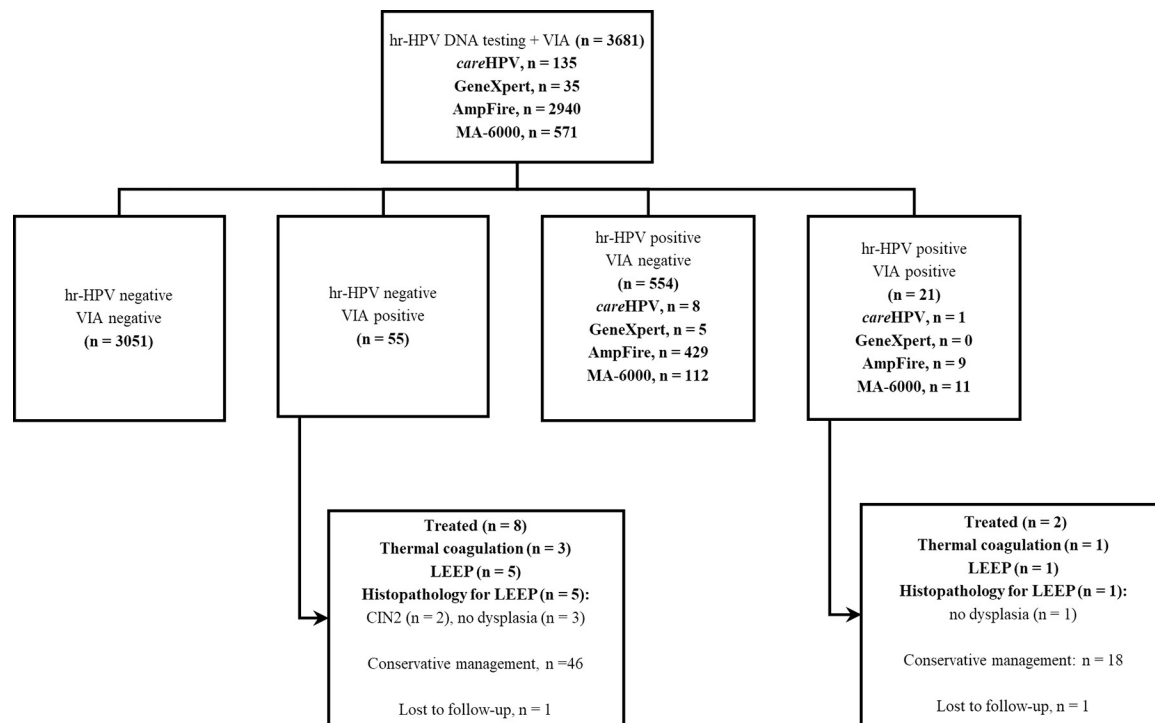 hr-HPV DNA testing + VIA (n = 3681)
careHPV, n = 135
GeneXpert, n = 35
AmpFire, n = 2940
MA-6000, n = 571
hr-HPV negative
VIA negative
(n = 3051)
hr-HPV negative
VIA positive
(n = 55)
hr-HPV positive
VIA negative
(n = 554)
careHPV, n = 8
GeneXpert, n = 5
AmpFire, n = 429
MA-6000, n = 112
hr-HPV positive
VIA positive
(n = 21)
careHPV, n = 1
GeneXpert, n = 0
AmpFire, n = 9
MA-6000, n = 11
Treated (n = 8)
Thermal coagulation (n = 3)
LEEP (n = 5)
Histopathology for LEEP (n = 5):
CIN2 (n = 2), no dysplasia (n = 3)
Conservative management, n =46
Lost to follow-up, n = 1
Treated (n = 2)
Thermal coagulation (n = 1)
LEEP (n = 1)
Histopathology for LEEP (n = 1):
no dysplasia (n = 1)
Conservative management: n = 18
Lost to follow-up, n = 1